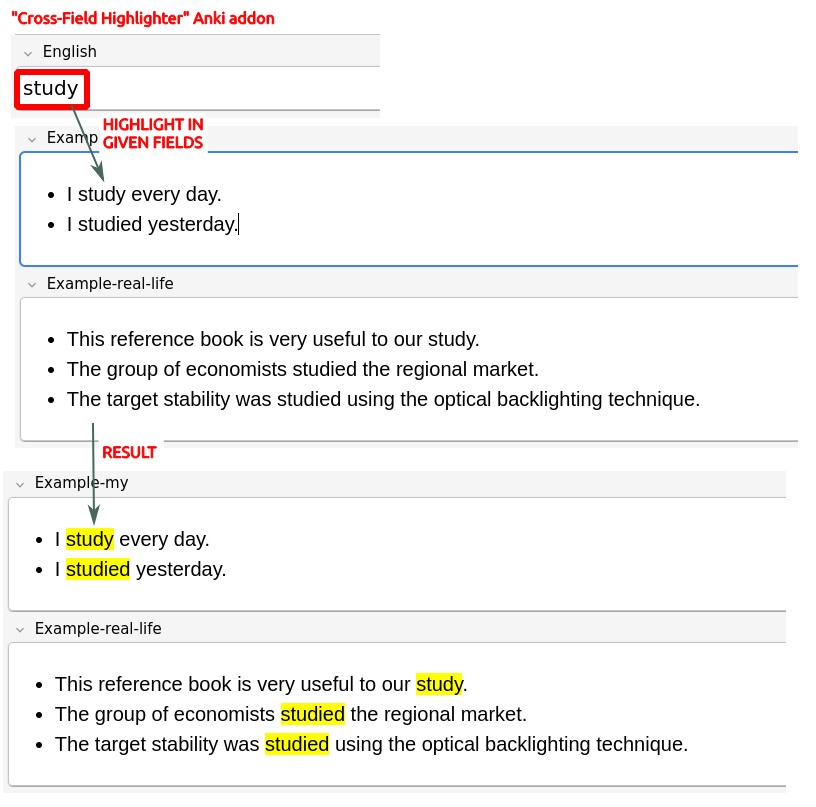 "Cross-Field Highlighter" Anki addon
English
study
HIGHLIGHT IN
GIVEN FIELDS
Examp
• I study every day.
• I studied yesterday.
Example-real-life
• This reference book is very useful to our study.
• The group of economists studied the regional market.
• The target stability was studied using the optical backlighting technique.
RESULT
Example-my
• I study every day.
• I studied yesterday.
Example-real-life
• This reference book is very useful to our study.
• The group of economists studied the regional market.
• The target stability was studied using the optical backlighting technique.